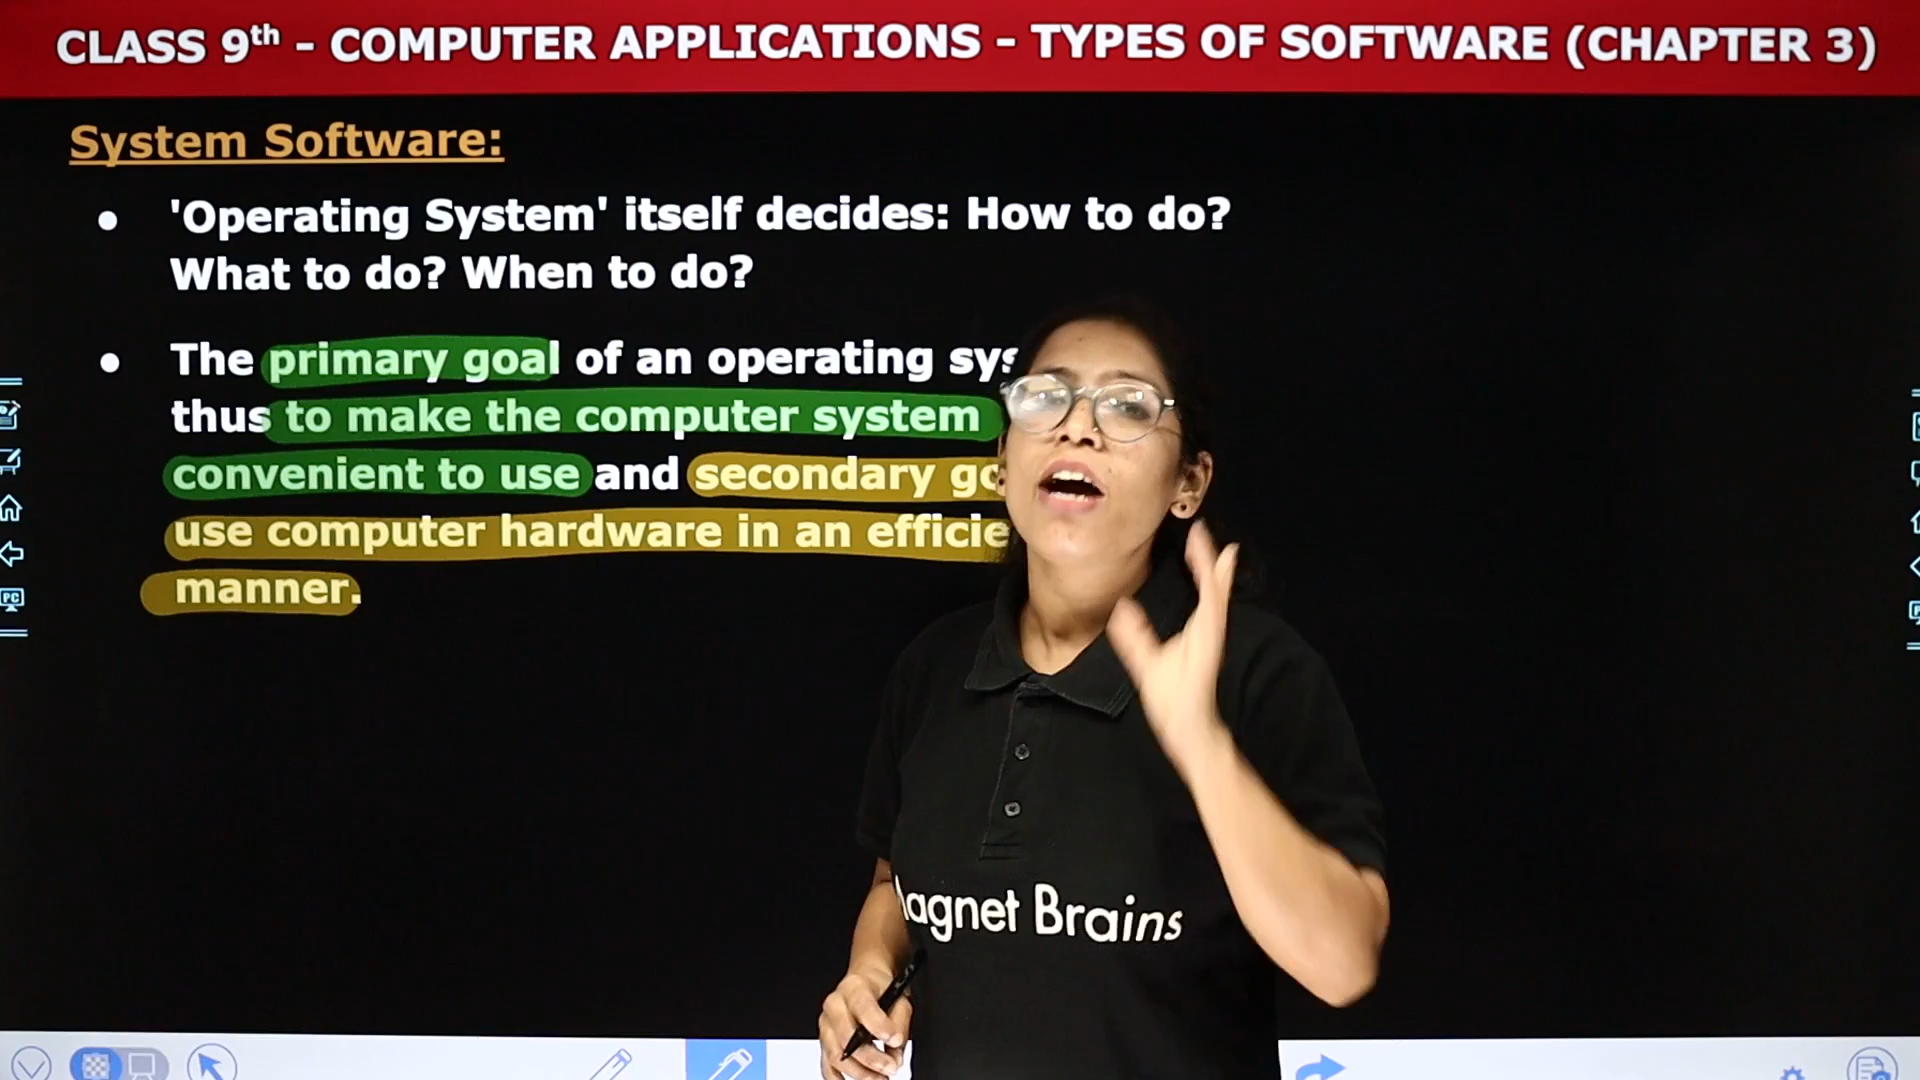 CLASS 9th - COMPUTER APPLICATIONS - TYPES OF SOFTWARE (CHAPTER 3)
System Software:
• 'Operating System' itself decides: How to do?
What to do? When to do?
• The primary goal of an operating
thus to make the computer system
convenient to use and secondary
use computer hardware in an
manner.
Brains
PC